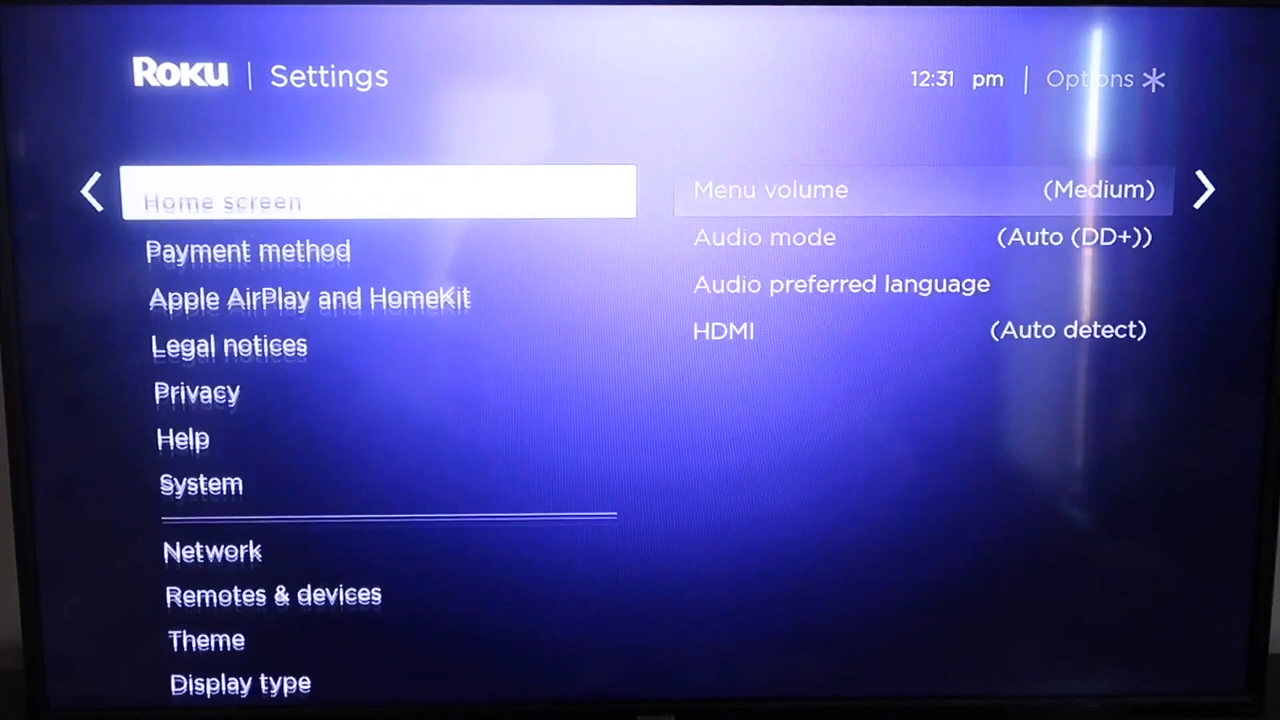 Roku | Settings
12:31 pm | Options
Home screen
Payment method
Apple AirPlay and HomeKit
Legal notices
Privacy
Help
System
Network
Remotes & devices
Theme
Display type
Menu volume (Medium)
Audio mode (Auto (DD+))
Audio preferred language
HDMI (Auto detect)